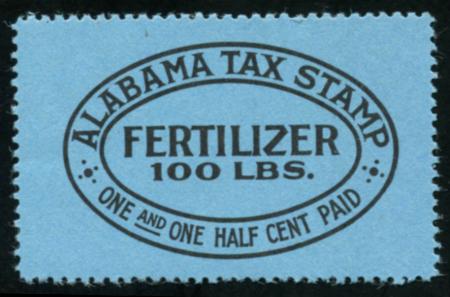 ALABAMA TAX STAMP
FERTILIZER
100 LBS.
ONE AND ONE HALF CENT PAID